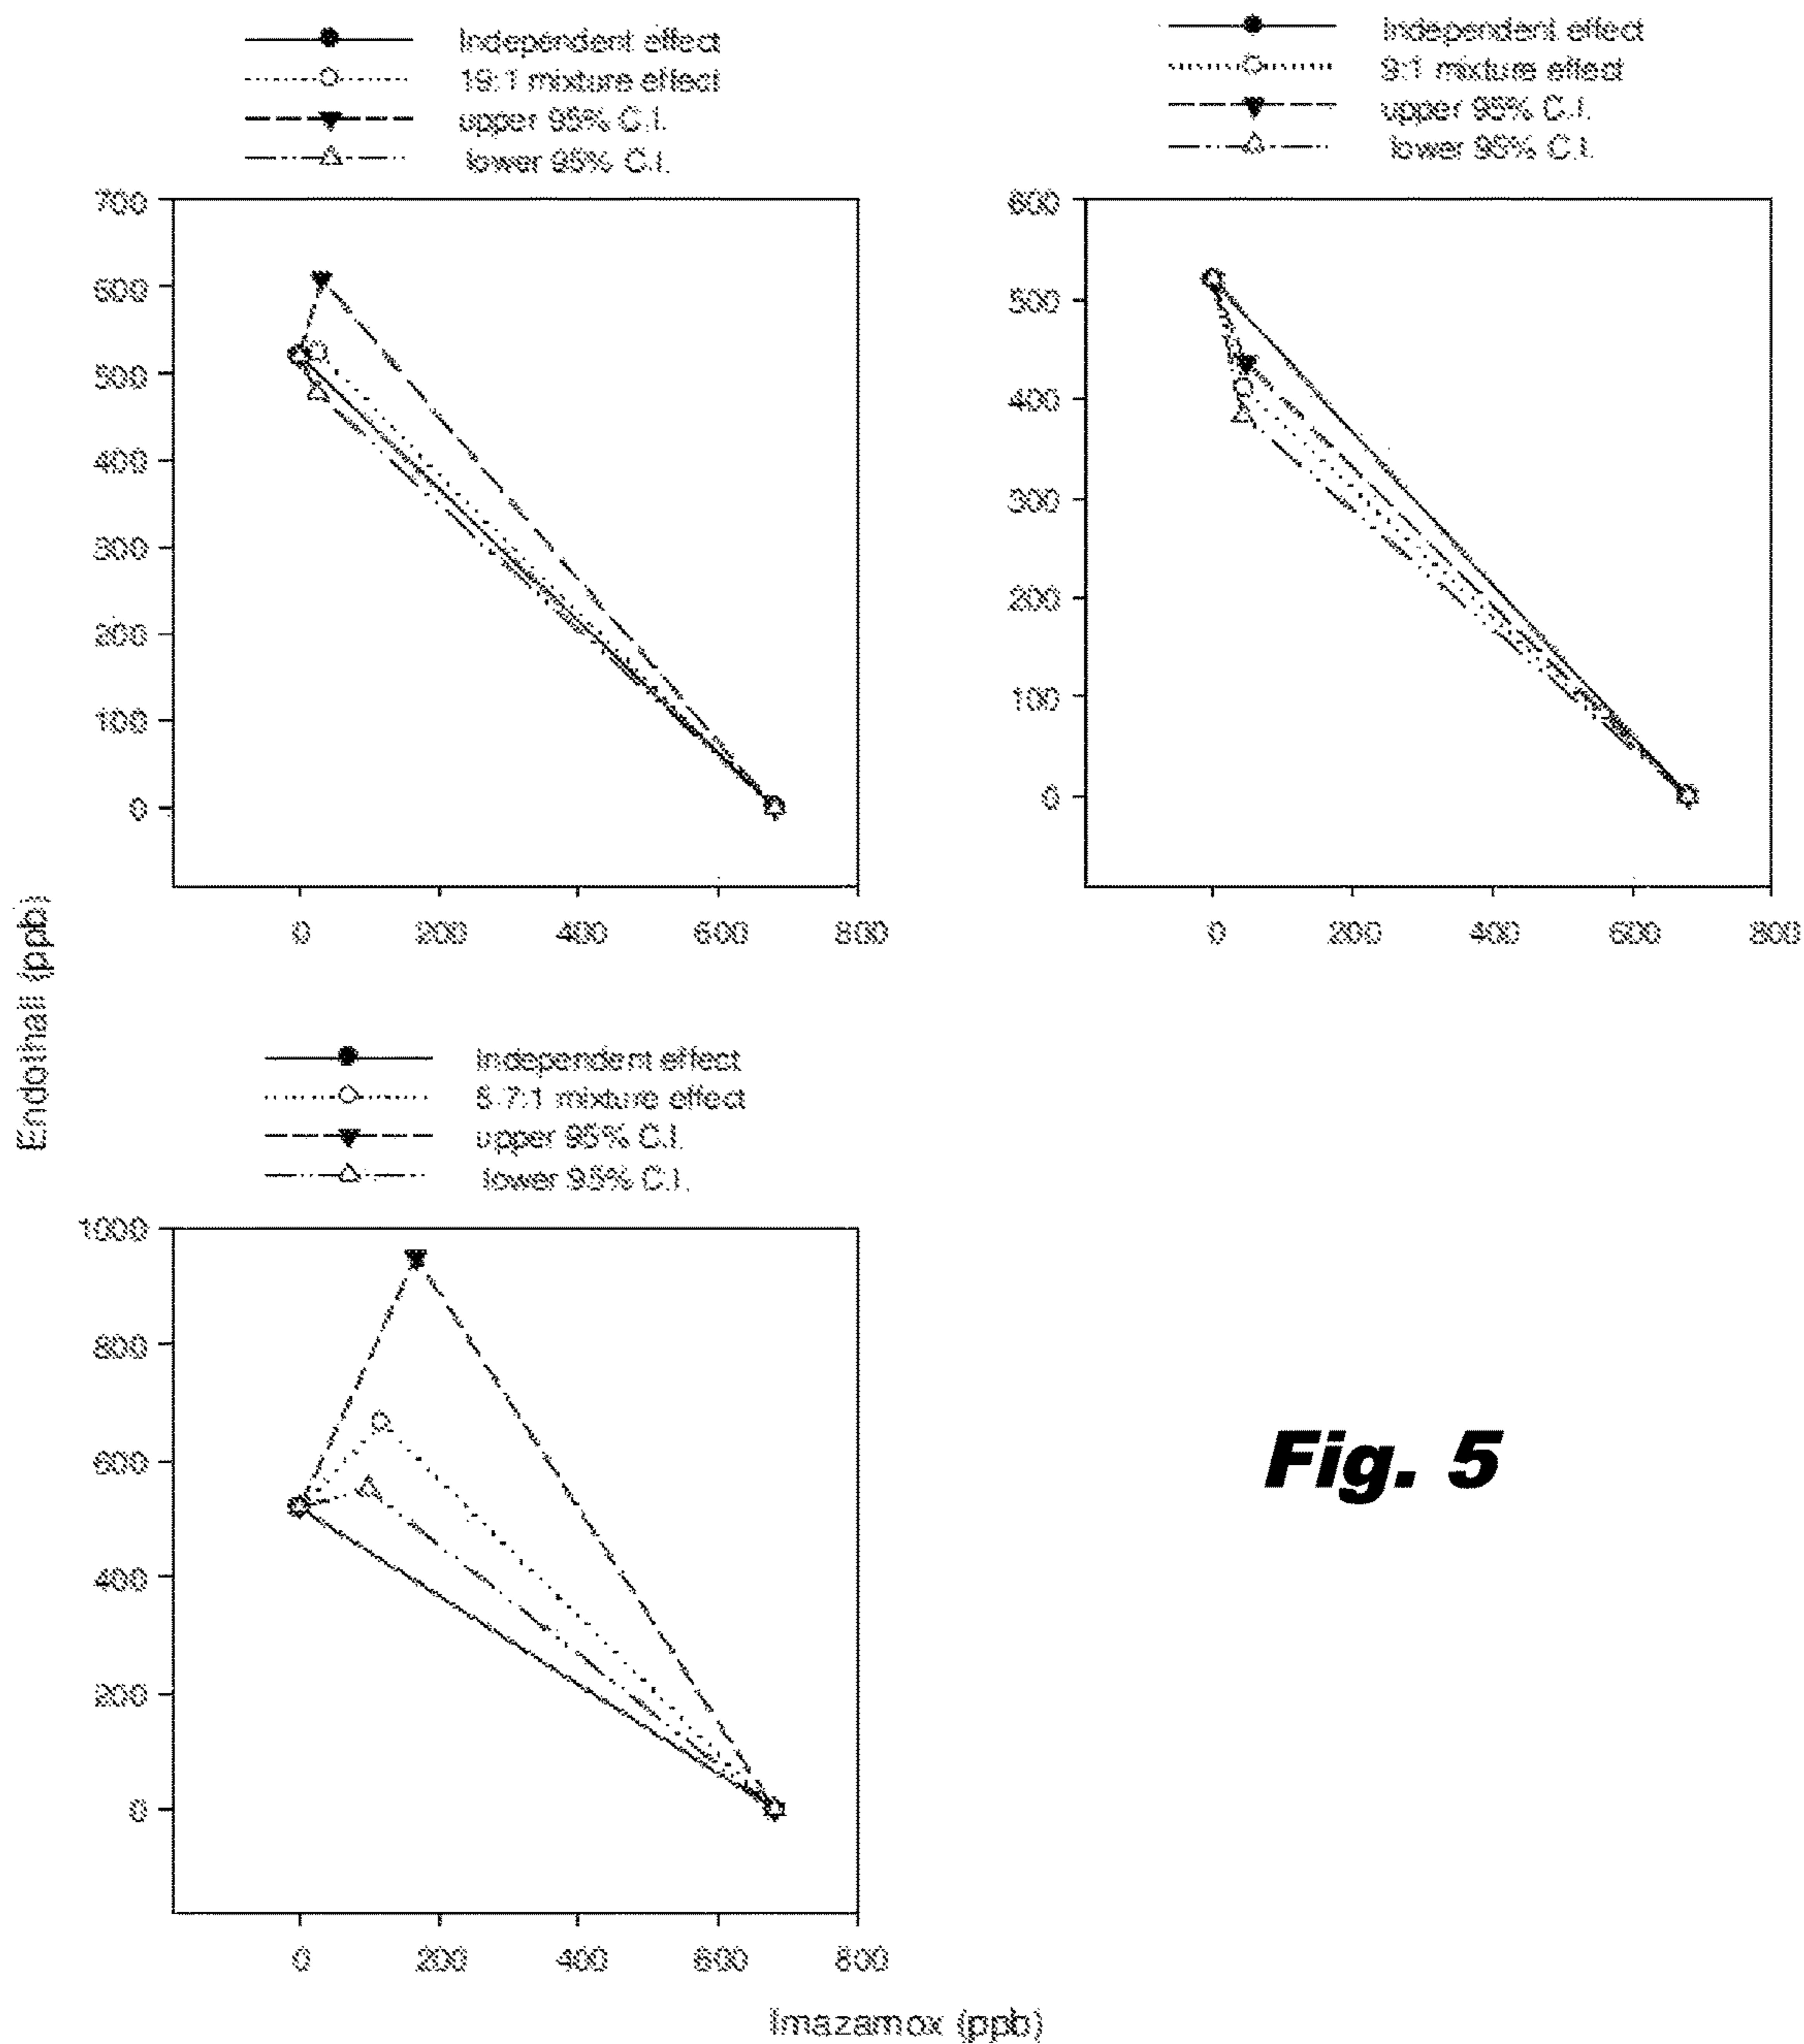 Independent effect
19:1 mixture effect
upper 95% C.I.
lower 95% C.I.
700
600
500
400
300
200
100
0
0
200
400
600
800
Independent effect
9:1 mixture effect
upper 95% C.I.
lower 95% C.I.
600
500
400
300
200
100
0
0
200
400
600
800
Endothall (ppb)
Independent effect
mixture effect
upper 95% C.I.
lower 95% C.I.
1000
800
600
400
200
0
0
200
400
600
800
Imazamox (ppb)
Fig. 5